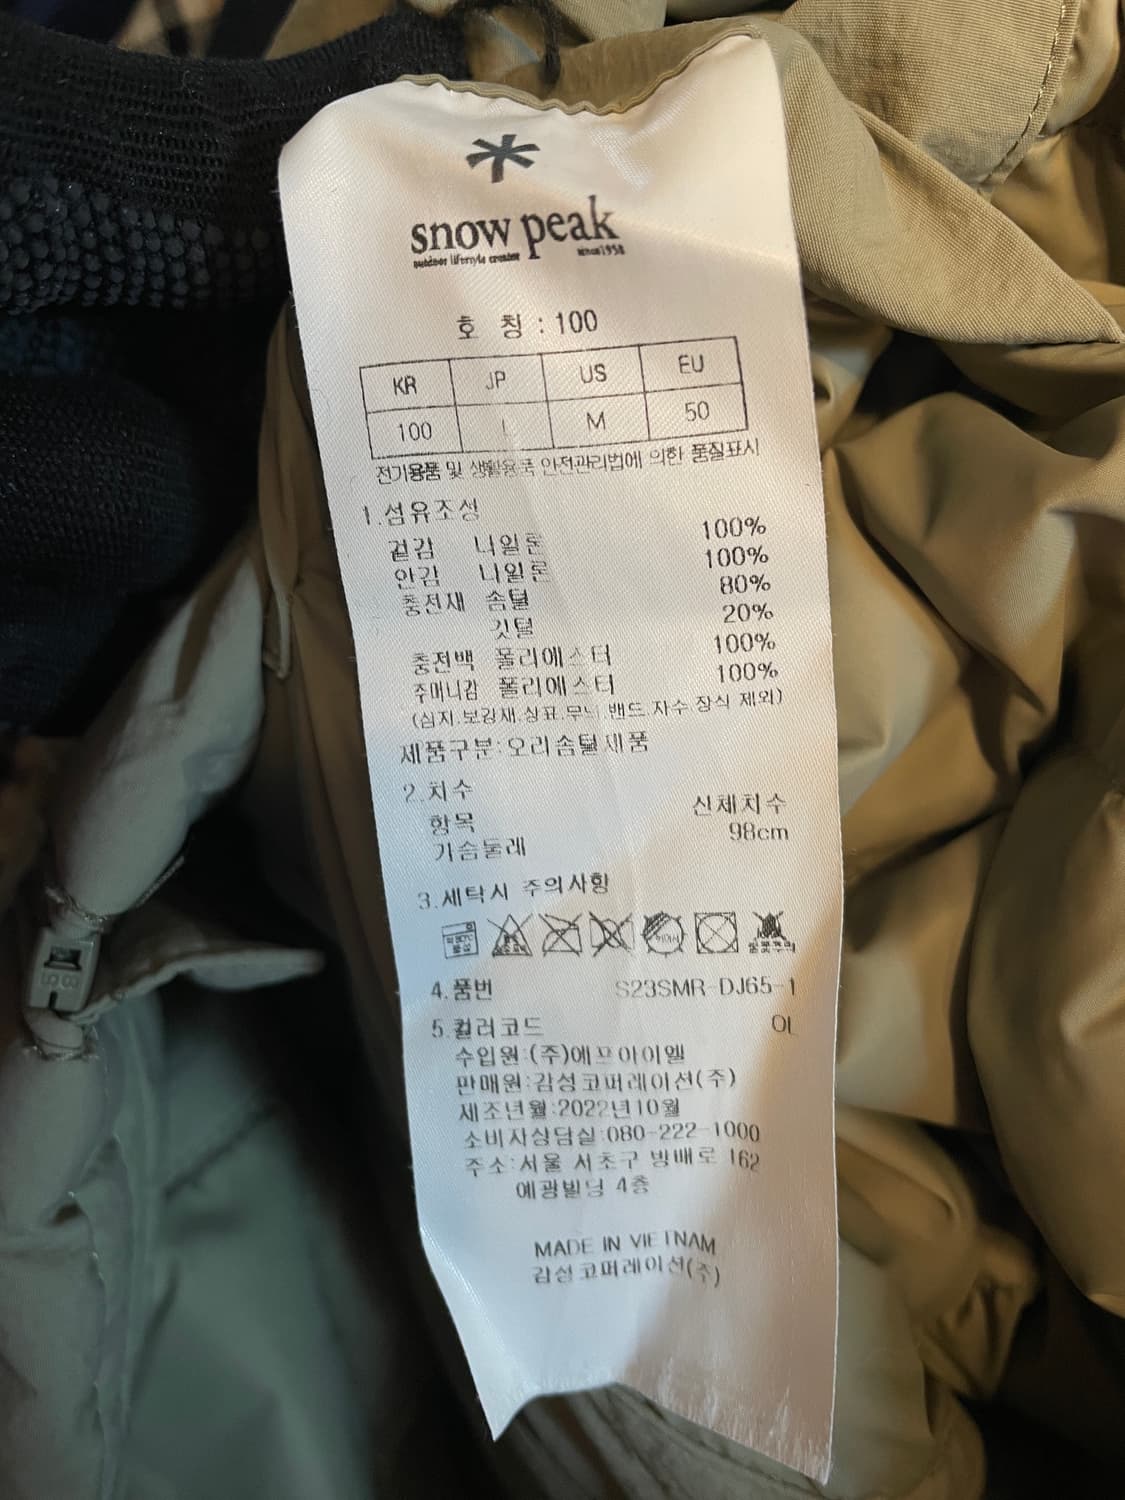 snow peak
outdoor lifestyle creator since1958
호 칭 : 100
KR JP US EU
100 L M 50
전기용품 및 생활용품 안전관리법에 의한 품질표시
1.섬유조성
겉감 나일론 100%
안감 나일론 100%
충전재 솜털 80%
깃털 20%
충전백 폴리에스터 100%
주머니감 폴리에스터 100%
(심지.보강재.상표.무늬.밴드.자수.장식 제외)
제품구분:오리솜털제품
2.치수
항목 신체치수
가슴둘레 98cm
3.세탁시 주의사항
4.품번 S23SMR-DJ65-1
5.컬러코드 OL
수입원:(주)에프아이엘
판매원:감성코퍼레이션(주)
제조년월:2022년10월
소비자상담실:080-222-1000
주소:서울 서초구 방배로 162
예광빌딩 4층
MADE IN VIETNAM
감성코퍼레이션(주)